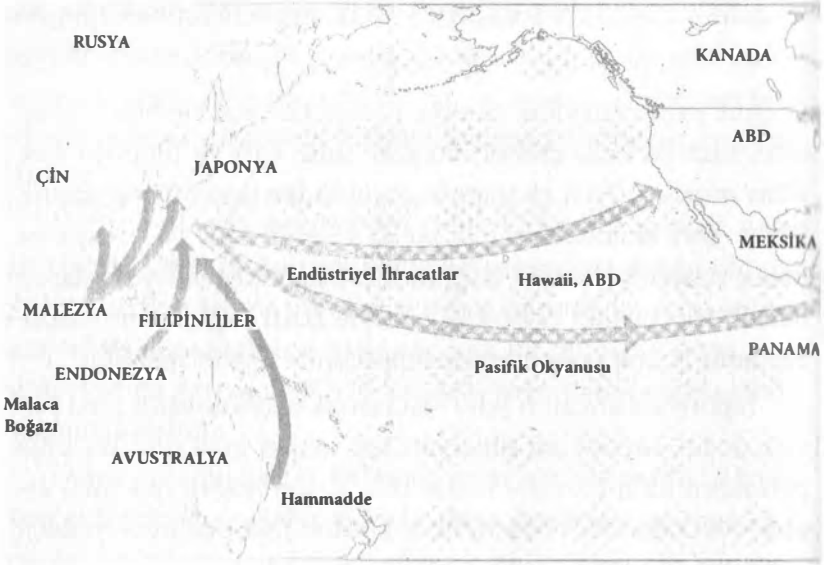 RUSYA
KANADA
ABD
ÇİN
JAPONYA
MEKSİKA
Endüstriyel İhracatlar
Hawaii, ABD
MALEZYA
FİLİPİNLİLER
PANAMA
Pasifik Okyanusu
ENDONEZYA
Malaca
Boğazı
AVUSTRALYA
Hammadde